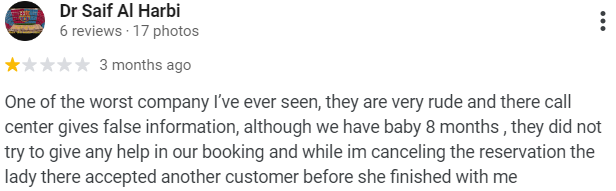 Dr Saif Al Harbi
6 reviews · 17 photos
3 months ago
One of the worst company I've ever seen, they are very rude and there call
center gives false information, although we have baby 8 months , they did not
try to give any help in our booking and while im canceling the reservation the
lady there accepted another customer before she finished with me